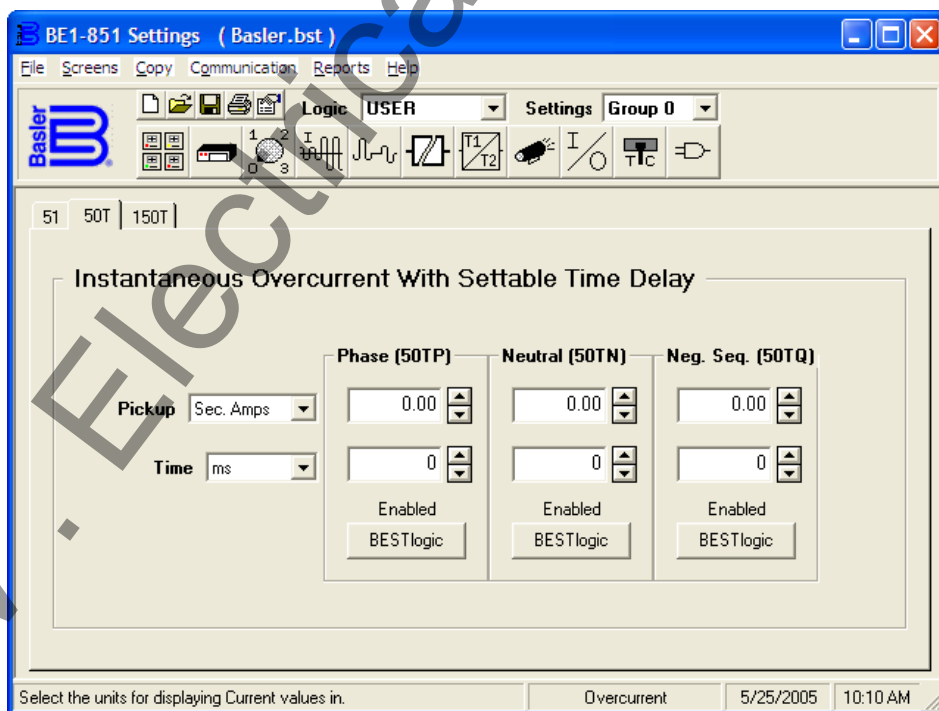 BE1-851 Settings ( Basler.bst )
File Screens Copy Communication Reports Help
Basler
Logic USER Settings Group 0
1 2 0 3 I T1 T2 I O T C
51 50T 150T
Instantaneous Overcurrent With Settable Time Delay
Phase (50TP) Neutral (50TN) Neg. Seq. (50TQ)
Pickup Sec. Amps 0.00 0.00 0.00
Time ms 0 0 0
Enabled Enabled Enabled
BESTlogic BESTlogic BESTlogic
Select the units for displaying Current values in. Overcurrent 5/25/2005 10:10 AM
. Electrica